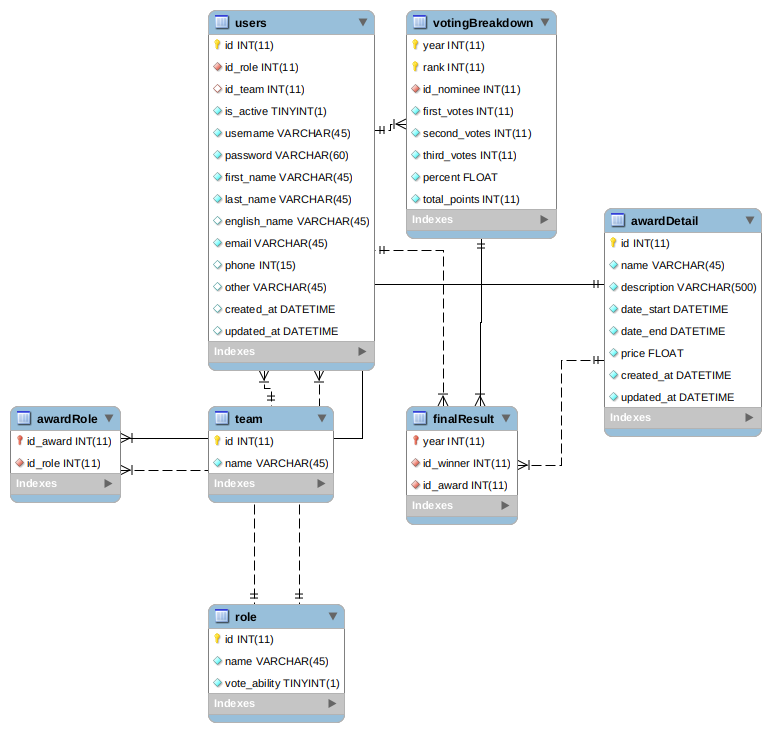 users
id INT(11)
id_role INT(11)
id_team INT(11)
is_active TINYINT(1)
username VARCHAR(45)
password VARCHAR(60)
first_name VARCHAR(45)
last_name VARCHAR(45)
english_name VARCHAR(45)
email VARCHAR(45)
phone INT(15)
other VARCHAR(45)
created_at DATETIME
updated_at DATETIME
Indexes
votingBreakdown
year INT(11)
rank INT(11)
id_nominee INT(11)
first_votes INT(11)
second_votes INT(11)
third_votes INT(11)
percent FLOAT
total_points INT(11)
Indexes
awardDetail
id INT(11)
name VARCHAR(45)
description VARCHAR(500)
date_start DATETIME
date_end DATETIME
price FLOAT
created_at DATETIME
updated_at DATETIME
Indexes
awardRole
id_award INT(11)
id_role INT(11)
Indexes
team
id INT(11)
name VARCHAR(45)
Indexes
finalResult
year INT(11)
id_winner INT(11)
id_award INT(11)
Indexes
role
id INT(11)
name VARCHAR(45)
vote_ability TINYINT(1)
Indexes